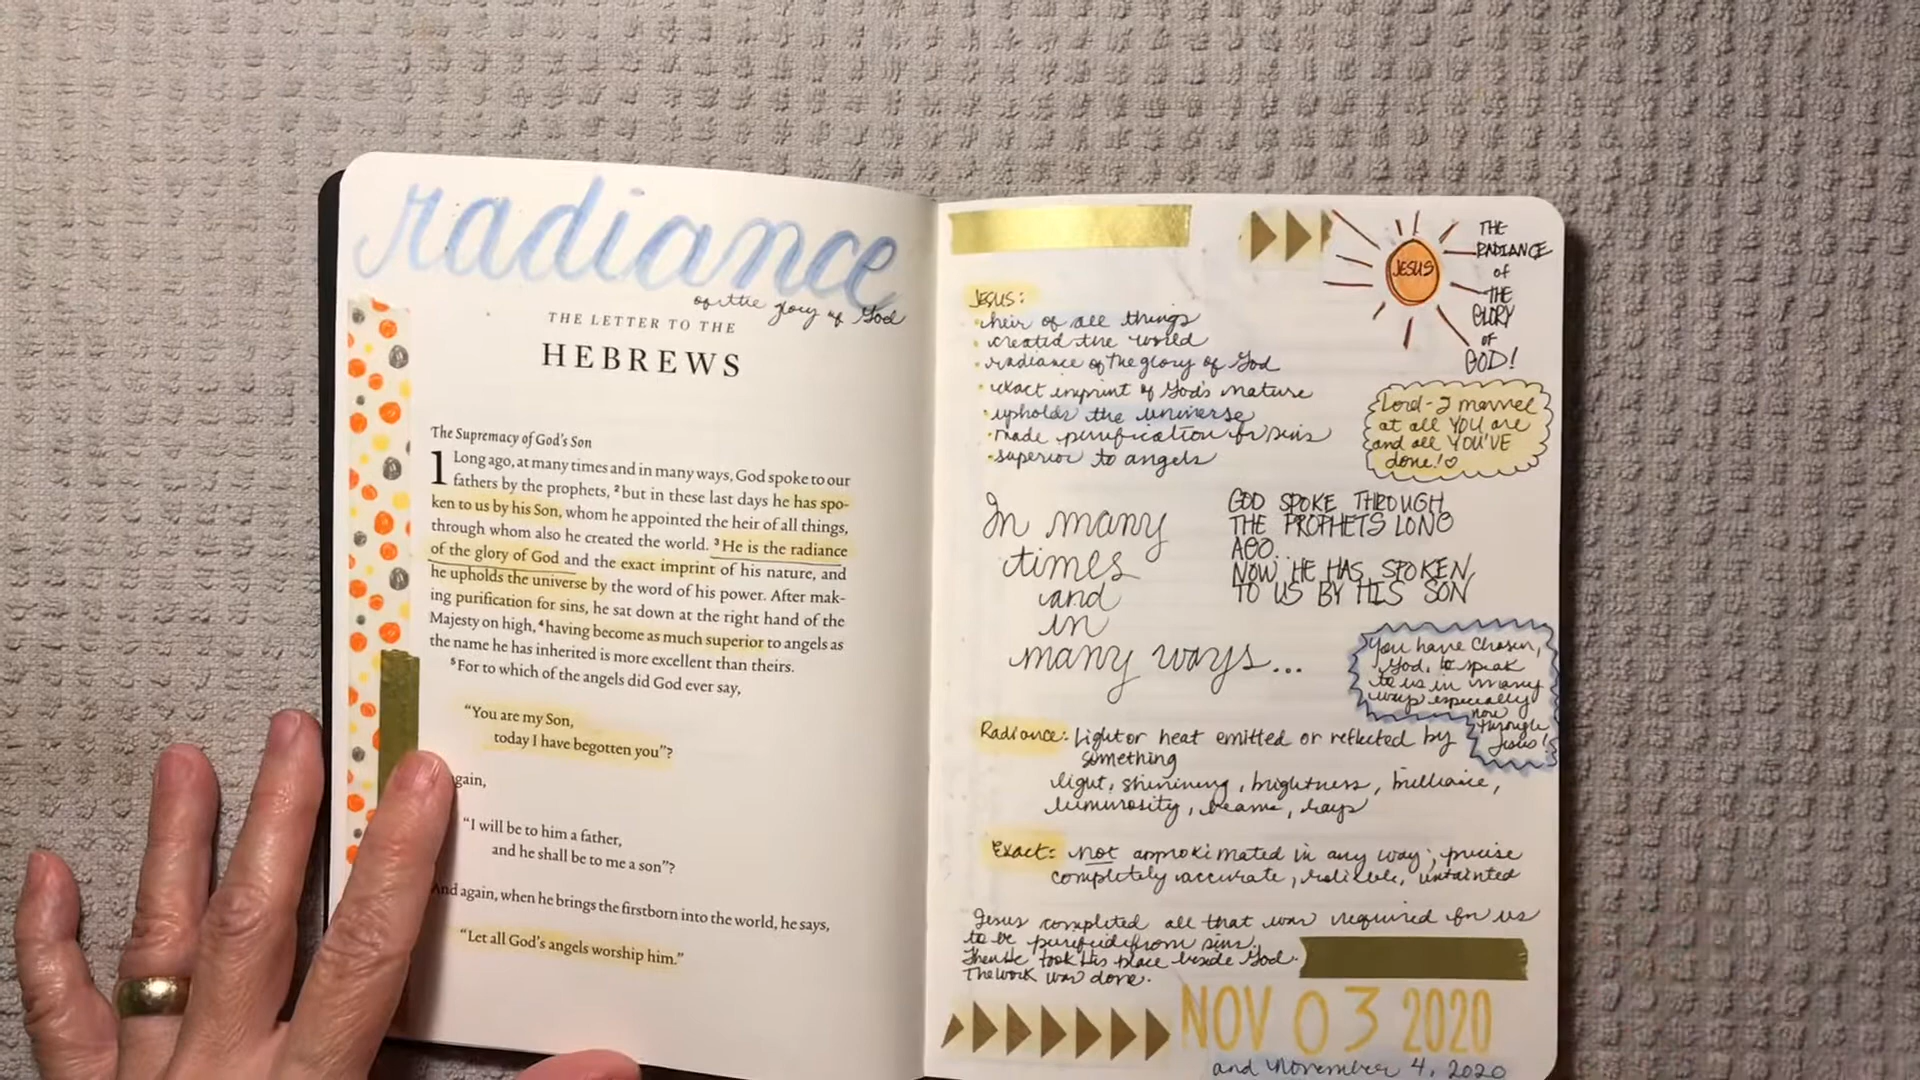 radiance
of the glory of God
THE LETTER TO THE
HEBREWS
The Supremacy of God's Son
1 Long ago, at many times and in many ways, God spoke to our
fathers by the prophets, 2 but in these last days he has spo-
ken to us by his Son, whom he appointed the heir of all things,
through whom also he created the world. 3 He is the radiance
of the glory of God and the exact imprint of his nature, and
he upholds the universe by the word of his power. After mak-
ing purification for sins, he sat down at the right hand of the
Majesty on high, 4 having become as much superior to angels as
the name he has inherited is more excellent than theirs.
5 For to which of the angels did God ever say,
“You are my Son,
today I have begotten you”?
again,
“I will be to him a father,
and he shall be to me a son”?
And again, when he brings the firstborn into the world, he says,
“Let all God's angels worship him.”
JESUS
THE
RADIANCE
of
THE
GLORY
of
GOD!
JESUS:
• heir of all things
• created the world
• radiance of the glory of God
• exact imprint of God's nature
• upholds the universe
• made purification for sins
• superior to angels
Lord-I marvel
at all YOU are
and all YOU'VE
done!♡
In many
times
and
in
many ways...
GOD SPOKE THROUGH
THE PROPHETS LONG
AGO.
NOW HE HAS SPOKEN
TO US BY HIS SON
You have chosen,
God, to speak
to us in many
ways especially
now
through
Jesus!
Radiance: Light or heat emitted or reflected by
something
light, shinining, brightness, brilliance,
luminosity, beams, rays
Exact: Not approximated in any way; precise
completely accurate, reliable, untainted
Jesus completed all that was required for us
to be purified from sins.
Then He took His place beside God.
The work was done.
NOV 03 2020
and November 4, 2020